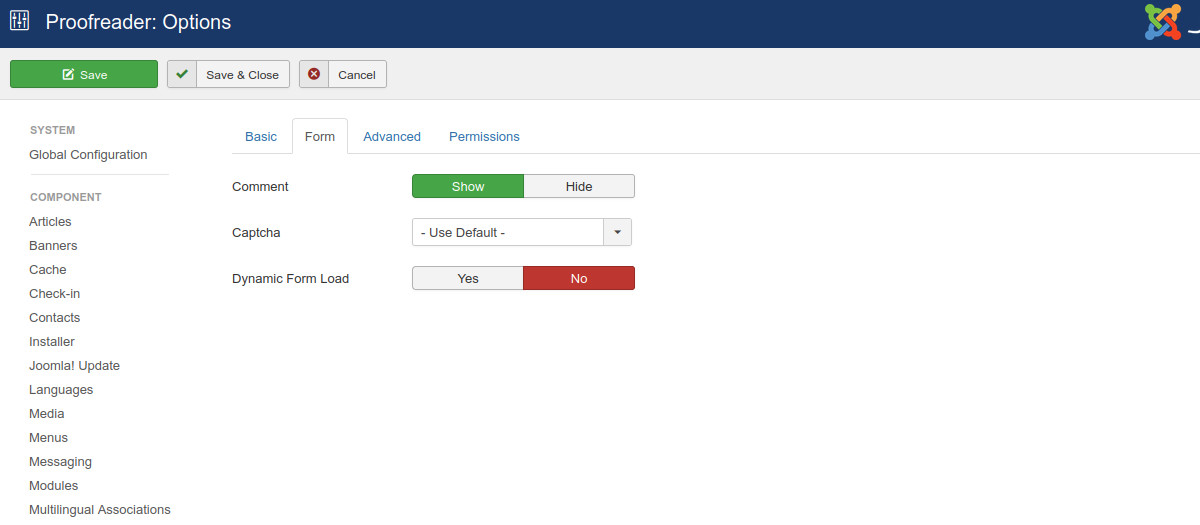 Proofreader: Options
Save
Save & Close
Cancel
SYSTEM
Global Configuration
COMPONENT
Articles
Banners
Cache
Check-in
Contacts
Installer
Joomla! Update
Languages
Media
Menus
Messaging
Modules
Multilingual Associations
Basic Form Advanced Permissions
Comment Show Hide
Captcha - Use Default -
Dynamic Form Load Yes No